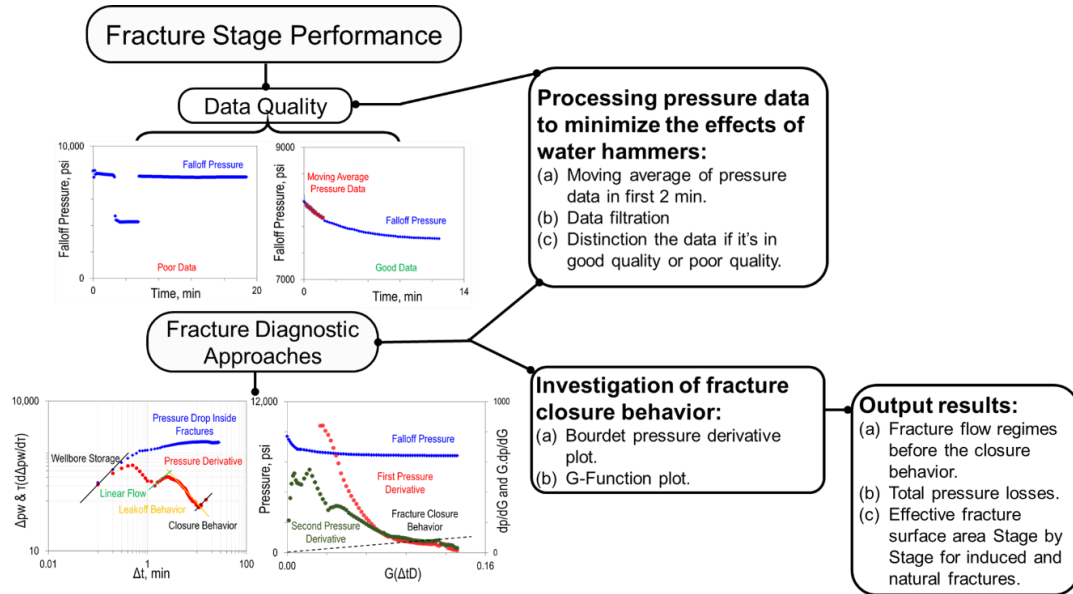 Fracture Stage Performance
Data Quality
10,000
Falloff Pressure, psi
0
Falloff Pressure
Poor Data
0
20
Time, min
9000
Falloff Pressure, psi
7000
Moving Average
Pressure Data
Falloff Pressure
Good Data
0
14
Time, min
Processing pressure data
to minimize the effects of
water hammers:
(a) Moving average of pressure
data in first 2 min.
(b) Data filtration
(c) Distinction the data if it's in
good quality or poor quality.
Fracture Diagnostic
Approaches
10,000
Δpw & τ(dΔpw/dτ)
10
Pressure Drop Inside
Fractures
Wellbore Storage
Pressure Derivative
Linear Flow
Leakoff Behavior
Closure Behavior
0.01
0.1
1
10
100
Δt, min
12,000
Pressure, psi
0
Falloff Pressure
First Pressure
Derivative
Fracture Closure
Behavior
Second Pressure
Derivative
1000
dp/dG and G.dp/dG
0
0.00
0.16
G(ΔtD)
Investigation of fracture
closure behavior:
(a) Bourdet pressure derivative
plot.
(b) G-Function plot.
Output results:
(a) Fracture flow regimes
before the closure
behavior.
(b) Total pressure losses.
(c) Effective fracture
surface area Stage by
Stage for induced and
natural fractures.